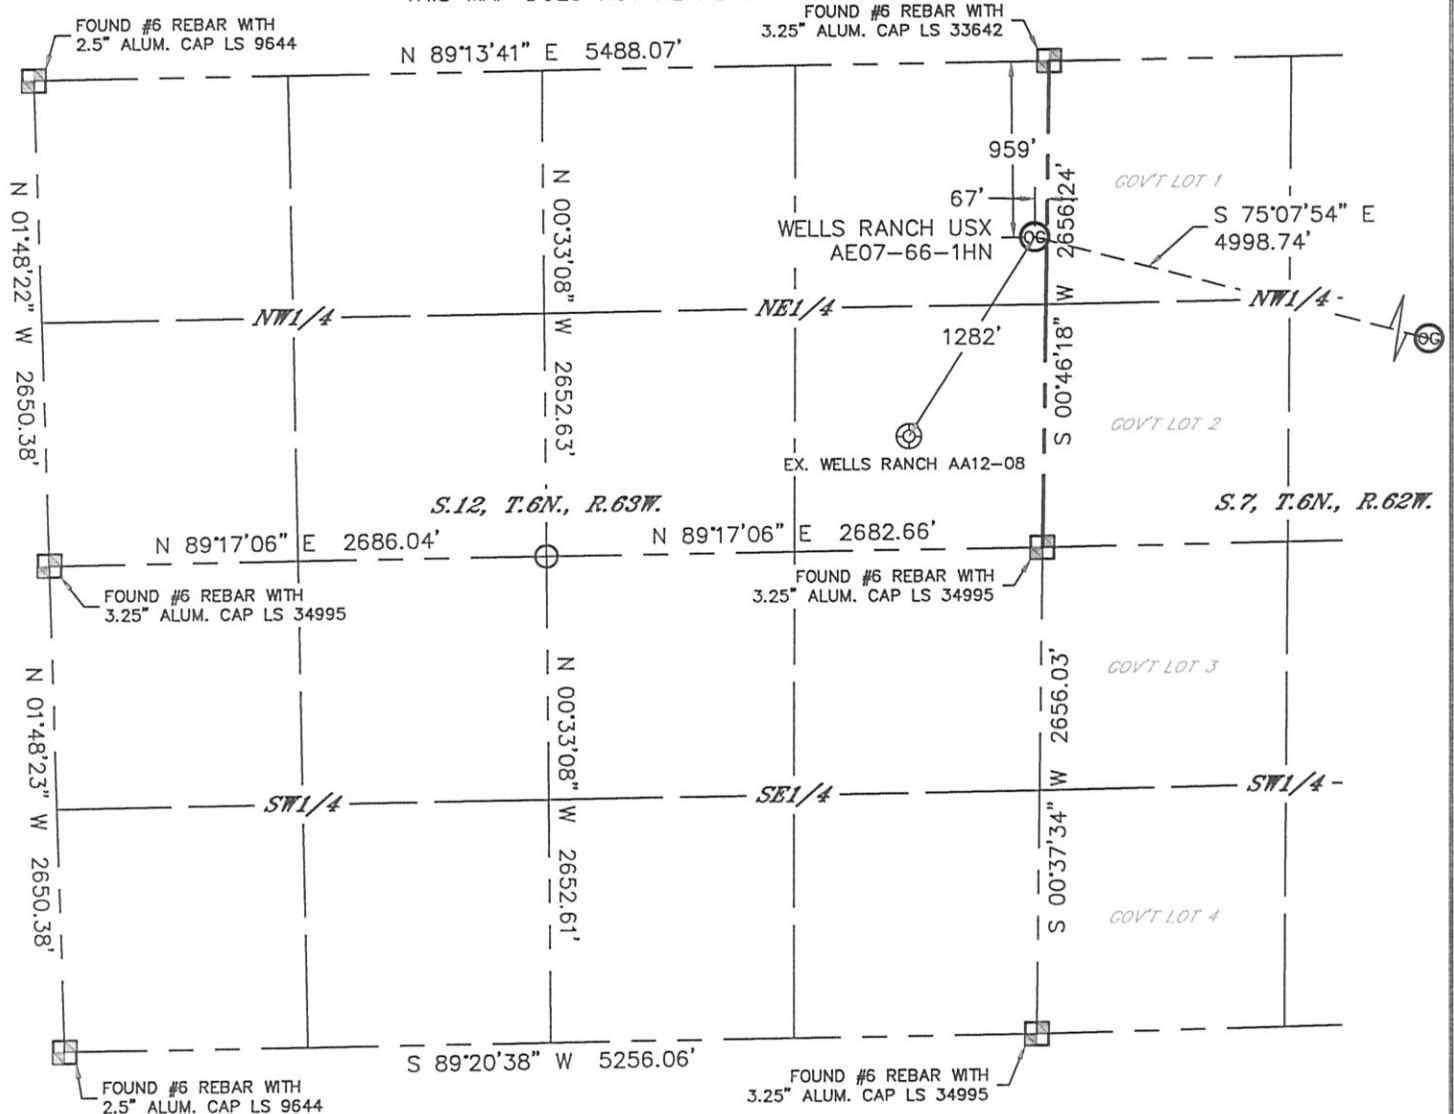 FOUND #6 REBAR WITH
2.5" ALUM. CAP LS 9644
FOUND #6 REBAR WITH
3.25" ALUM. CAP LS 33642
N 89°13'41" E 5488.07'
959'
GOV'T LOT 1
67'
WELLS RANCH USX
AE07-66-1HN
OG
S 75°07'54" E
4998.74'
N 01°48'22" W 2650.38'
N 00°33'08" W 2652.63'
S 00°46'18" W 2656.24'
NW1/4
NE1/4
NW1/4
1282'
OG
GOV'T LOT 2
EX. WELLS RANCH AA12-08
S.12, T.6N., R.63W.
S.7, T.6N., R.62W.
N 89°17'06" E 2686.04'
N 89°17'06" E 2682.66'
FOUND #6 REBAR WITH
3.25" ALUM. CAP LS 34995
FOUND #6 REBAR WITH
3.25" ALUM. CAP LS 34995
GOV'T LOT 3
N 01°48'23" W 2650.38'
N 00°33'08" W 2652.61'
S 00°37'34" W 2656.03'
SW1/4
SE1/4
SW1/4
GOV'T LOT 4
S 89°20'38" W 5256.06'
FOUND #6 REBAR WITH
2.5" ALUM. CAP LS 9644
FOUND #6 REBAR WITH
3.25" ALUM. CAP LS 34995